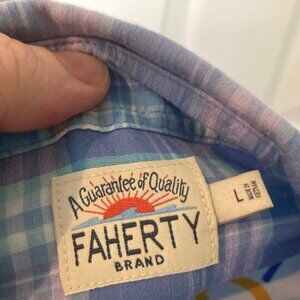 A Guarantee of Quality
FAHERTY
BRAND
L